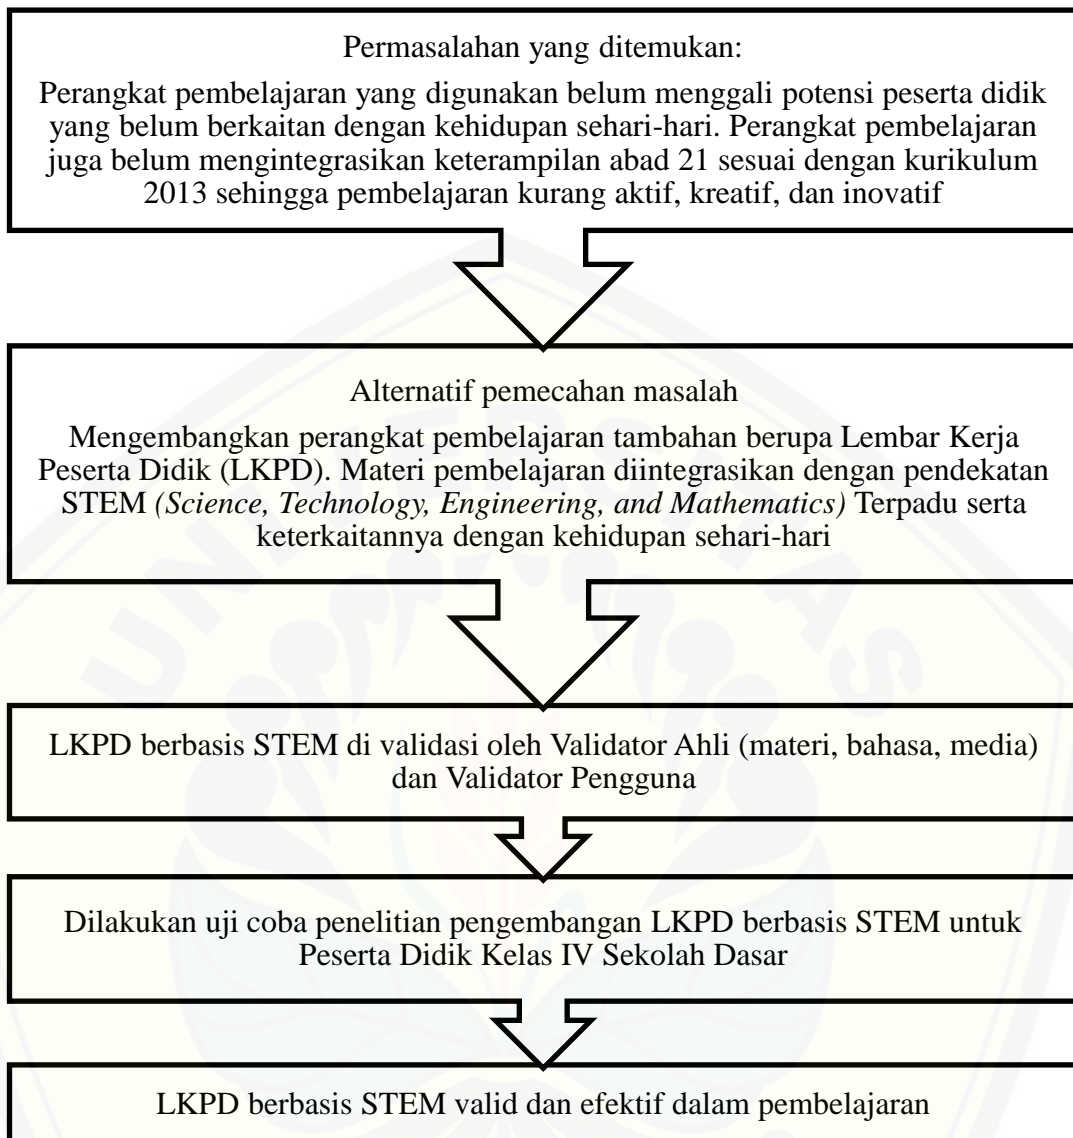 Permasalahan yang ditemukan:
Perangkat pembelajaran yang digunakan belum menggali potensi peserta didik
yang belum berkaitan dengan kehidupan sehari-hari. Perangkat pembelajaran
juga belum mengintegrasikan keterampilan abad 21 sesuai dengan kurikulum
2013 sehingga pembelajaran kurang aktif, kreatif, dan inovatif
Alternatif pemecahan masalah
Mengembangkan perangkat pembelajaran tambahan berupa Lembar Kerja
Peserta Didik (LKPD). Materi pembelajaran diintegrasikan dengan pendekatan
STEM (Science, Technology, Engineering, and Mathematics) Terpadu serta
keterkaitannya dengan kehidupan sehari-hari
UNIVERSITAS
LKPD berbasis STEM di validasi oleh Validator Ahli (materi, bahasa, media)
dan Validator Pengguna
Dilakukan uji coba penelitian pengembangan LKPD berbasis STEM untuk
Peserta Didik Kelas IV Sekolah Dasar
LKPD berbasis STEM valid dan efektif dalam pembelajaran